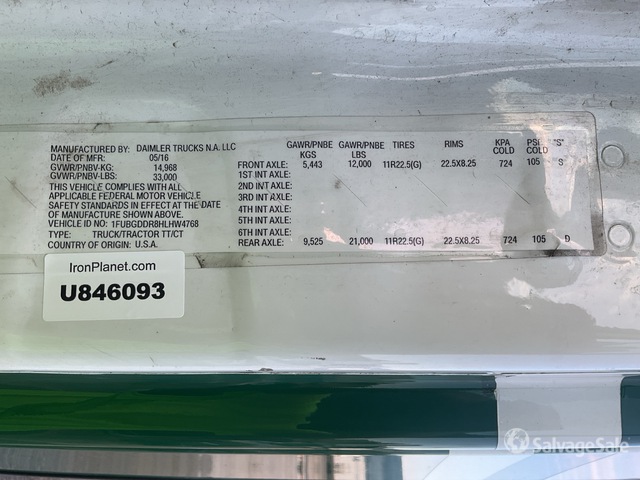 MANUFACTURED BY: DAIMLER TRUCKS N.A. LLC
DATE OF MFR: 05/16
GVWR/PNBV-KG: 14,968
GVWR/PNBV-LBS: 33,000
THIS VEHICLE COMPLIES WITH ALL
APPLICABLE FEDERAL MOTOR VEHICLE
SAFETY STANDARDS IN EFFECT AT THE DATE
OF MANUFACTURE SHOWN ABOVE.
VEHICLE ID NO: 1FUBGDDR8HLHW4768
TYPE: TRUCK/TRACTOR TT/CT
COUNTRY OF ORIGIN: U.S.A.
GAWR/PNBE KGS GAWR/PNBE LBS TIRES RIMS KPA COLD PSI COLD "S"
FRONT AXLE: 5,443 12,000 11R22.5(G) 22.5X8.25 724 105 S
1ST INT AXLE:
2ND INT AXLE:
3RD INT AXLE:
4TH INT AXLE:
5TH INT AXLE:
6TH INT AXLE:
REAR AXLE: 9,525 21,000 11R22.5(G) 22.5X8.25 724 105 D
IronPlanet.com
U846093
SalvageSale